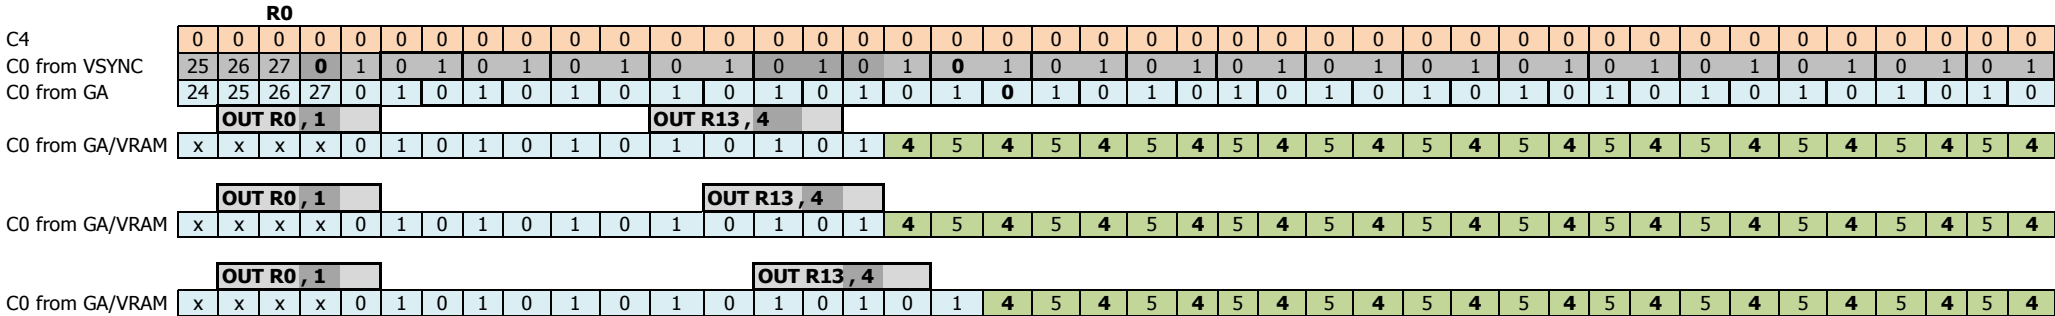 R0
C4 0 0 0 0 0 0 0 0 0 0 0 0 0 0 0 0 0 0 0 0 0 0 0 0 0 0 0 0 0 0 0 0 0 0 0 0 0 0 0 0 0
C0 from VSYNC 25 26 27 0 1 0 1 0 1 0 1 0 1 0 1 0 1 0 1 0 1 0 1 0 1 0 1 0 1 0 1 0 1 0 1 0 1 0 1 0 1
C0 from GA 24 25 26 27 0 1 0 1 0 1 0 1 0 1 0 1 0 1 0 1 0 1 0 1 0 1 0 1 0 1 0 1 0 1 0 1 0 1 0 1 0
OUT R0 , 1 OUT R13 , 4
C0 from GA/VRAM x x x x 0 1 0 1 0 1 0 1 0 1 0 1 4 5 4 5 4 5 4 5 4 5 4 5 4 5 4 5 4 5 4 5 4 5 4 5 4
OUT R0 , 1 OUT R13 , 4
C0 from GA/VRAM x x x x 0 1 0 1 0 1 0 1 0 1 0 1 4 5 4 5 4 5 4 5 4 5 4 5 4 5 4 5 4 5 4 5 4 5 4 5 4
OUT R0 , 1 OUT R13 , 4
C0 from GA/VRAM x x x x 0 1 0 1 0 1 0 1 0 1 0 1 0 1 4 5 4 5 4 5 4 5 4 5 4 5 4 5 4 5 4 5 4 5 4 5 4